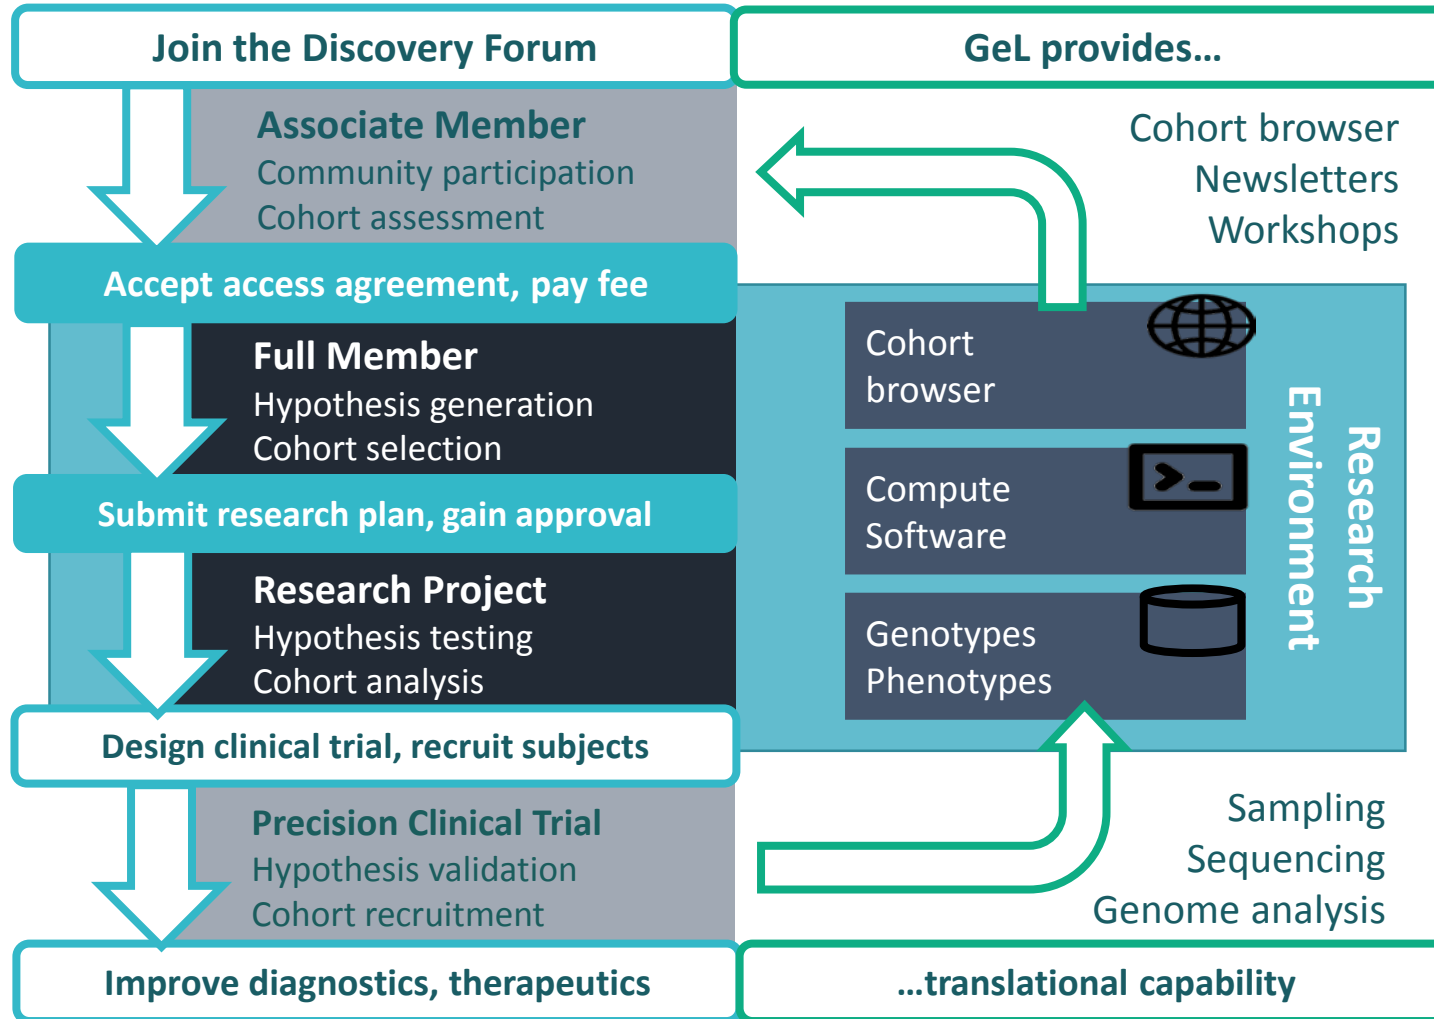 Join the Discovery Forum
GeL provides…
Associate Member
Community participation
Cohort assessment
Cohort browser
Newsletters
Workshops
Accept access agreement, pay fee
Full Member
Hypothesis generation
Cohort selection
Submit research plan, gain approval
Research Project
Hypothesis testing
Cohort analysis
Cohort
browser
Compute
Software
Genotypes
Phenotypes
Research
Environment
Design clinical trial, recruit subjects
Precision Clinical Trial
Hypothesis validation
Cohort recruitment
Sampling
Sequencing
Genome analysis
Improve diagnostics, therapeutics
…translational capability